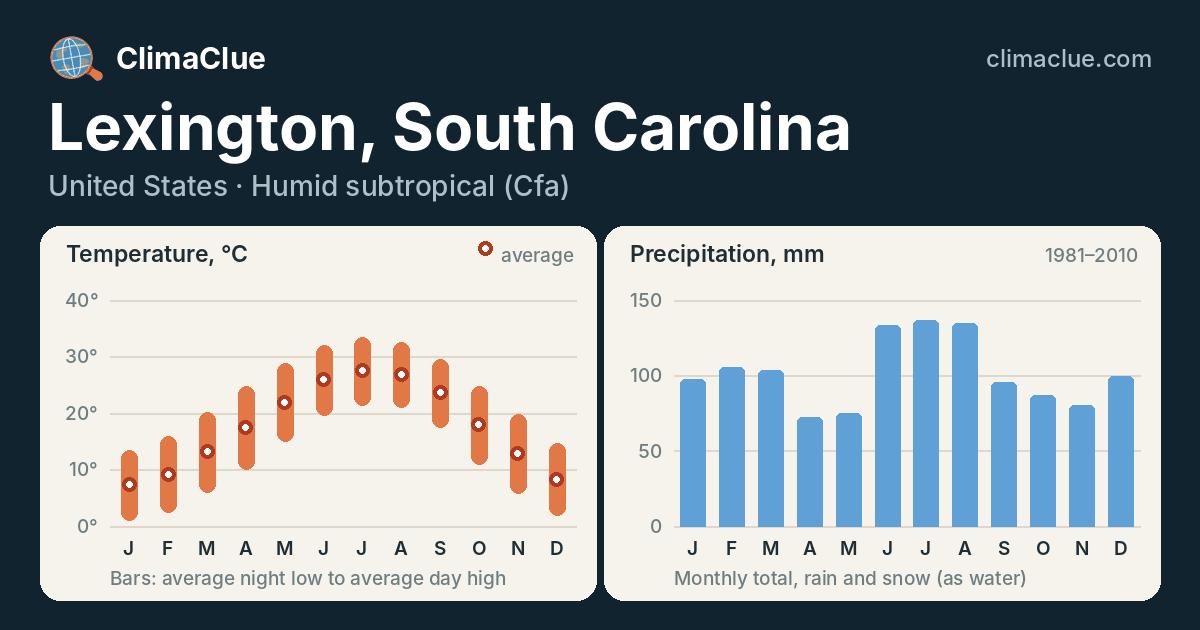 ClimaClue
climaclue.com
Lexington, South Carolina
United States · Humid subtropical (Cfa)
Temperature, °C
average
40°
30°
20°
10°
0°
J F M A M J J A S O N D
Bars: average night low to average day high
Precipitation, mm
1981–2010
150
100
50
0
J F M A M J J A S O N D
Monthly total, rain and snow (as water)